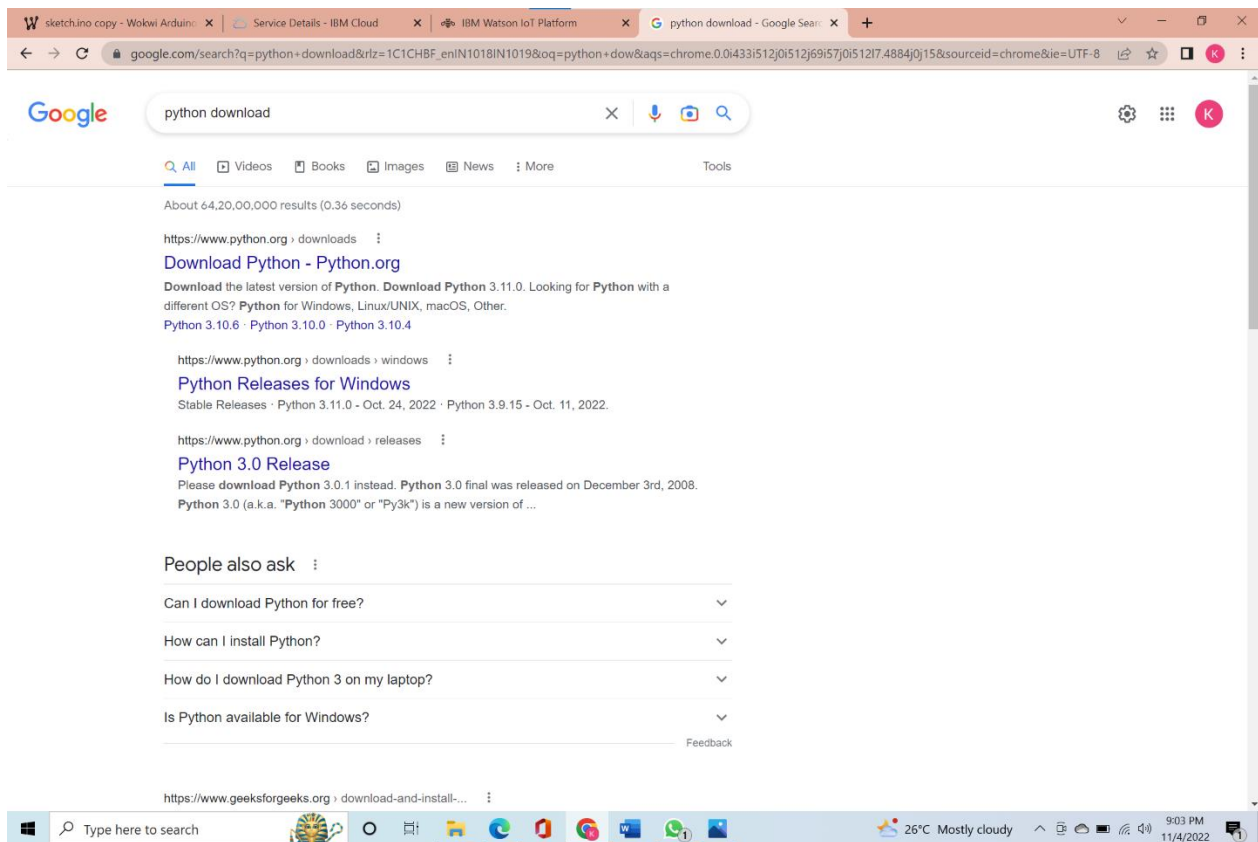 sketch.ino copy - Wokwi Arduino
Service Details - IBM Cloud
IBM Watson IoT Platform
python download - Google Searc
google.com/search?q=python+download&rlz=1C1CHBF_enIN1018IN1019&oq=python+dow&aqs=chrome.0.0i433i512j0i512j69i57j0i512l7.4884j0j15&sourceid=chrome&ie=UTF-8
K
Google
python download
K
All Videos Books Images News More Tools
About 64,20,00,000 results (0.36 seconds)
https://www.python.org › downloads
Download Python - Python.org
Download the latest version of Python. Download Python 3.11.0. Looking for Python with a
different OS? Python for Windows, Linux/UNIX, macOS, Other.
Python 3.10.6 · Python 3.10.0 · Python 3.10.4
https://www.python.org › downloads › windows
Python Releases for Windows
Stable Releases · Python 3.11.0 - Oct. 24, 2022 · Python 3.9.15 - Oct. 11, 2022.
https://www.python.org › download › releases
Python 3.0 Release
Please download Python 3.0.1 instead. Python 3.0 final was released on December 3rd, 2008.
Python 3.0 (a.k.a. "Python 3000" or "Py3k") is a new version of ...
People also ask
Can I download Python for free?
How can I install Python?
How do I download Python 3 on my laptop?
Is Python available for Windows?
Feedback
https://www.geeksforgeeks.org › download-and-install-...
Type here to search
1
26°C Mostly cloudy
9:03 PM
11/4/2022
1